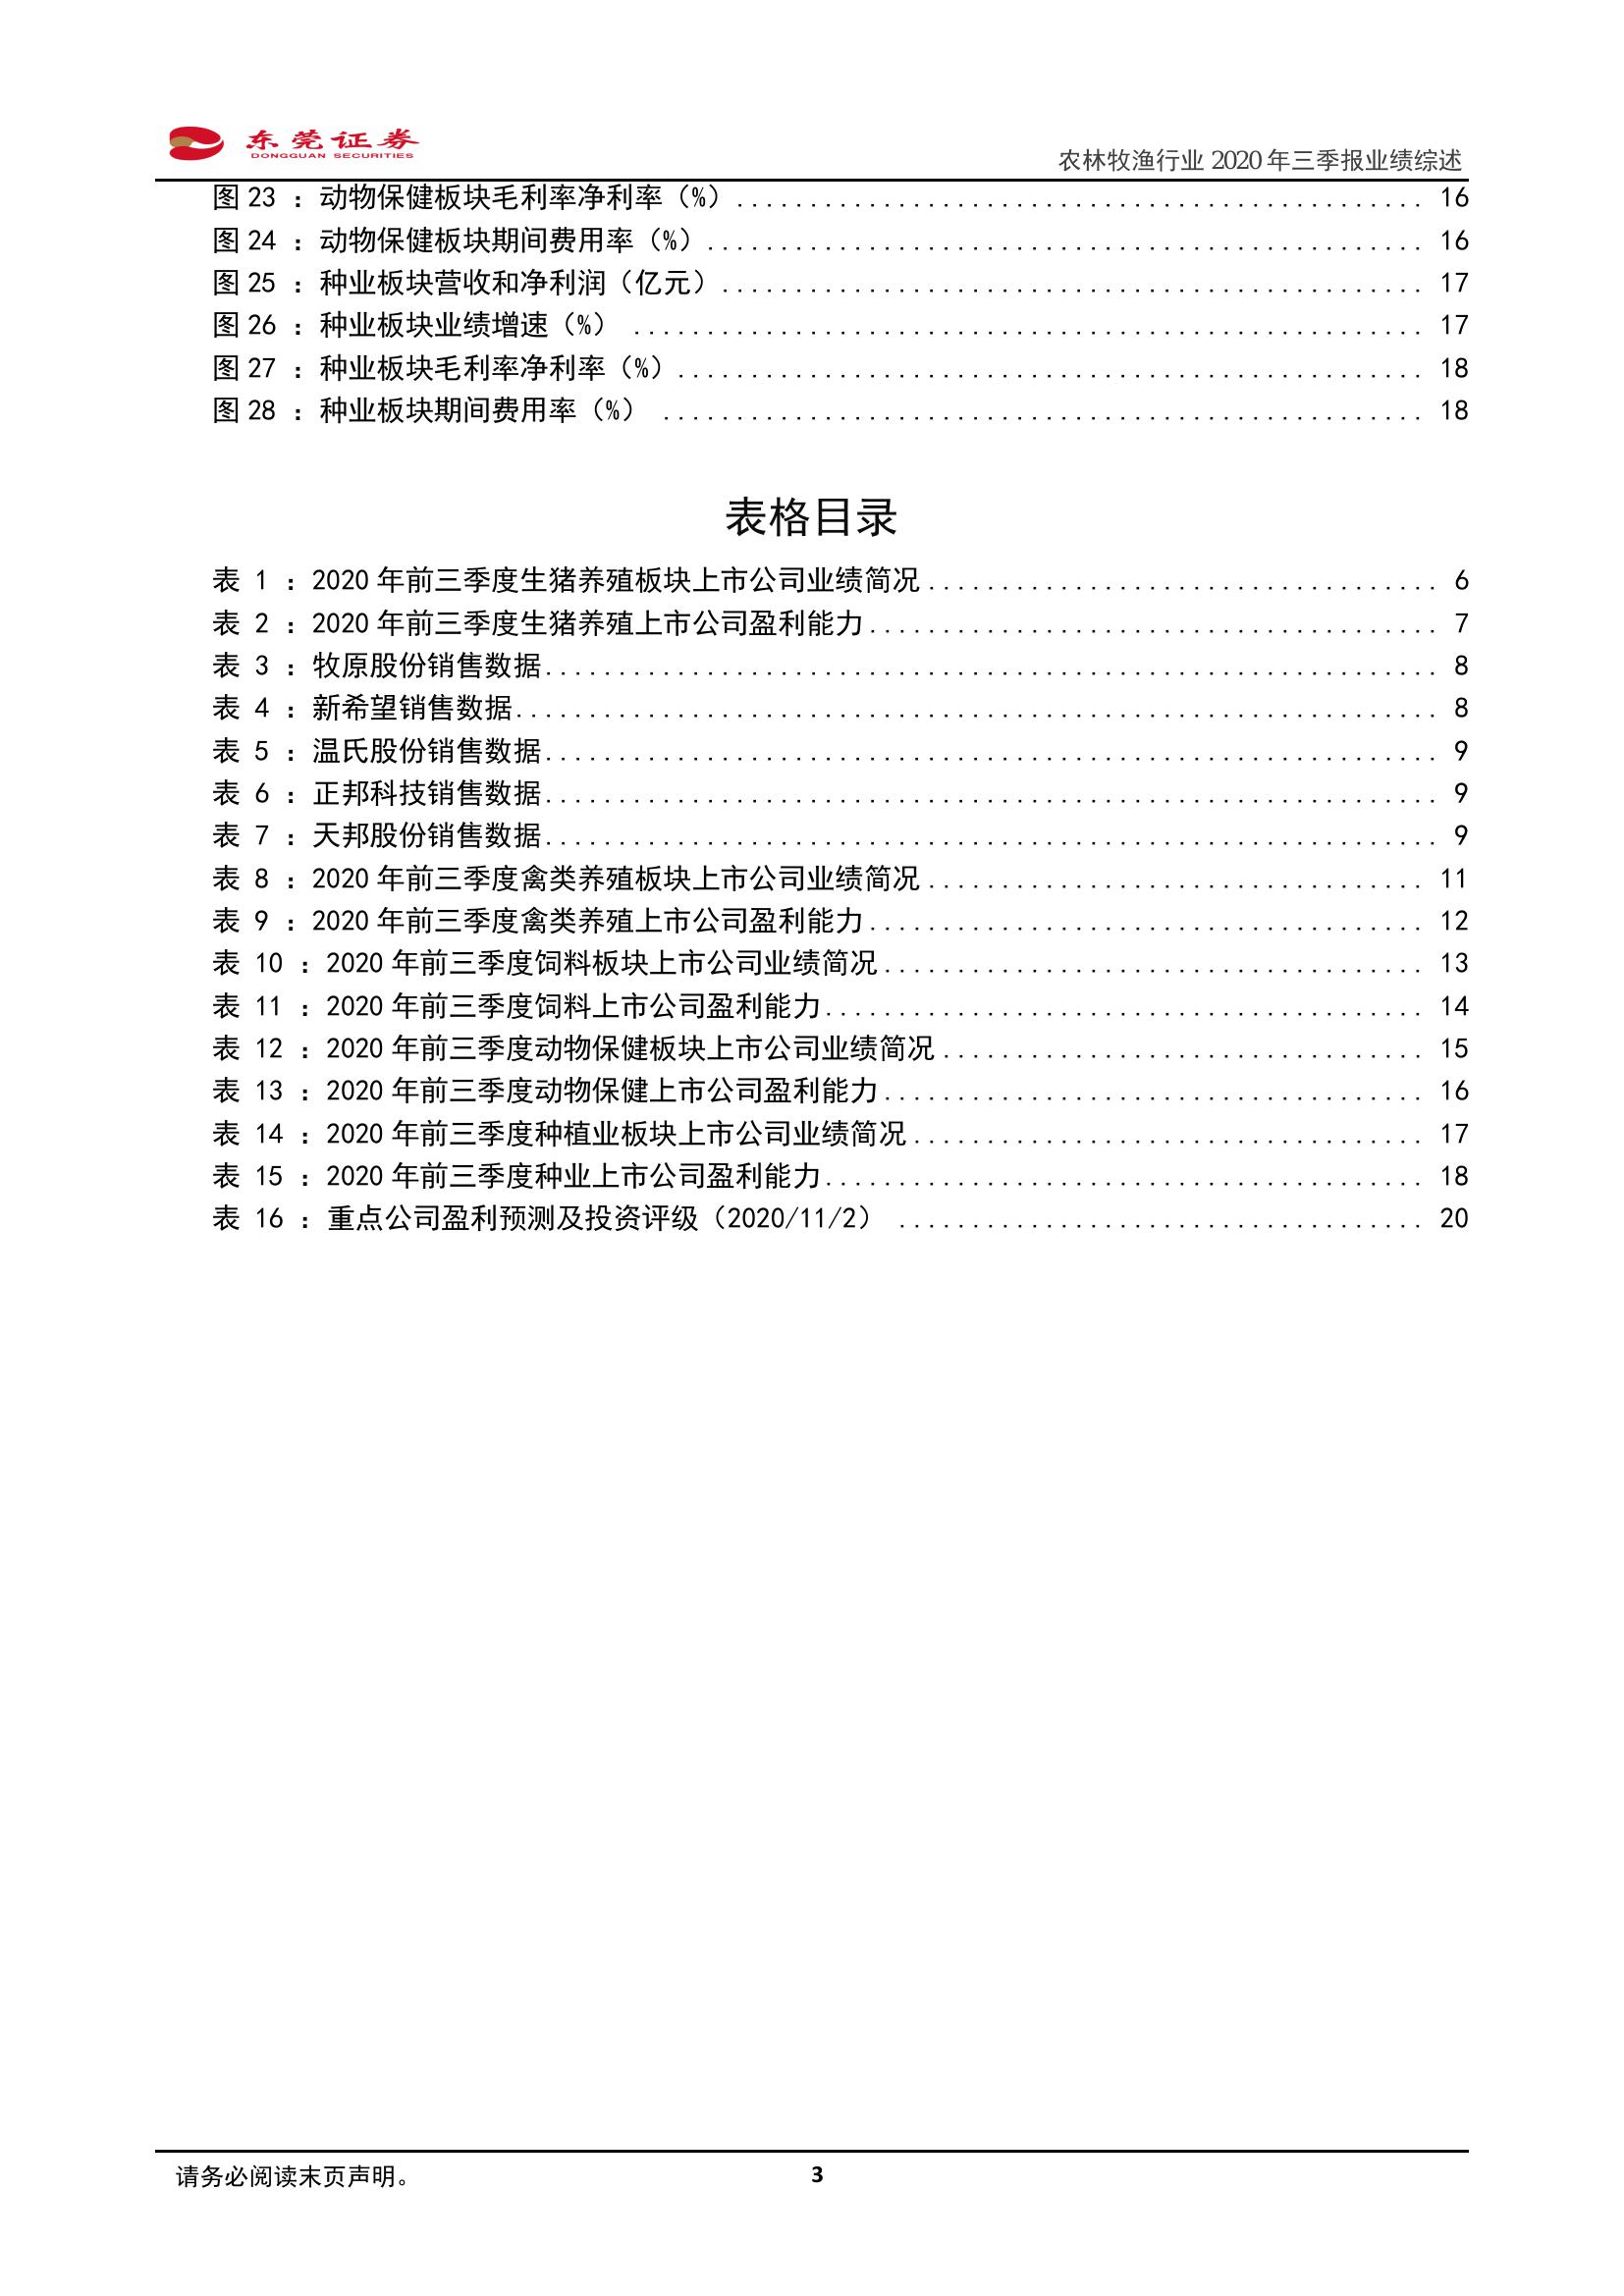 东莞证券
DONGGUAN SECURITIES
农林牧渔行业 2020 年三季报业绩综述
图 23 ：动物保健板块毛利率净利率（%）............................................... 16
图 24 ：动物保健板块期间费用率（%）................................................. 16
图 25 ：种业板块营收和净利润（亿元）................................................ 17
图 26 ：种业板块业绩增速（%） ...................................................... 17
图 27 ：种业板块毛利率净利率（%）................................................... 18
图 28 ：种业板块期间费用率（%） .................................................... 18
表格目录
表 1 ：2020 年前三季度生猪养殖板块上市公司业绩简况................................... 6
表 2 ：2020 年前三季度生猪养殖上市公司盈利能力....................................... 7
表 3 ：牧原股份销售数据............................................................. 8
表 4 ：新希望销售数据............................................................... 8
表 5 ：温氏股份销售数据............................................................. 9
表 6 ：正邦科技销售数据............................................................. 9
表 7 ：天邦股份销售数据............................................................. 9
表 8 ：2020 年前三季度禽类养殖板块上市公司业绩简况.................................. 11
表 9 ：2020 年前三季度禽类养殖上市公司盈利能力...................................... 12
表 10 ：2020 年前三季度饲料板块上市公司业绩简况..................................... 13
表 11 ：2020 年前三季度饲料上市公司盈利能力......................................... 14
表 12 ：2020 年前三季度动物保健板块上市公司业绩简况................................. 15
表 13 ：2020 年前三季度动物保健上市公司盈利能力..................................... 16
表 14 ：2020 年前三季度种植业板块上市公司业绩简况................................... 17
表 15 ：2020 年前三季度种业上市公司盈利能力......................................... 18
表 16 ：重点公司盈利预测及投资评级（2020/11/2） .................................... 20
请务必阅读末页声明。
3